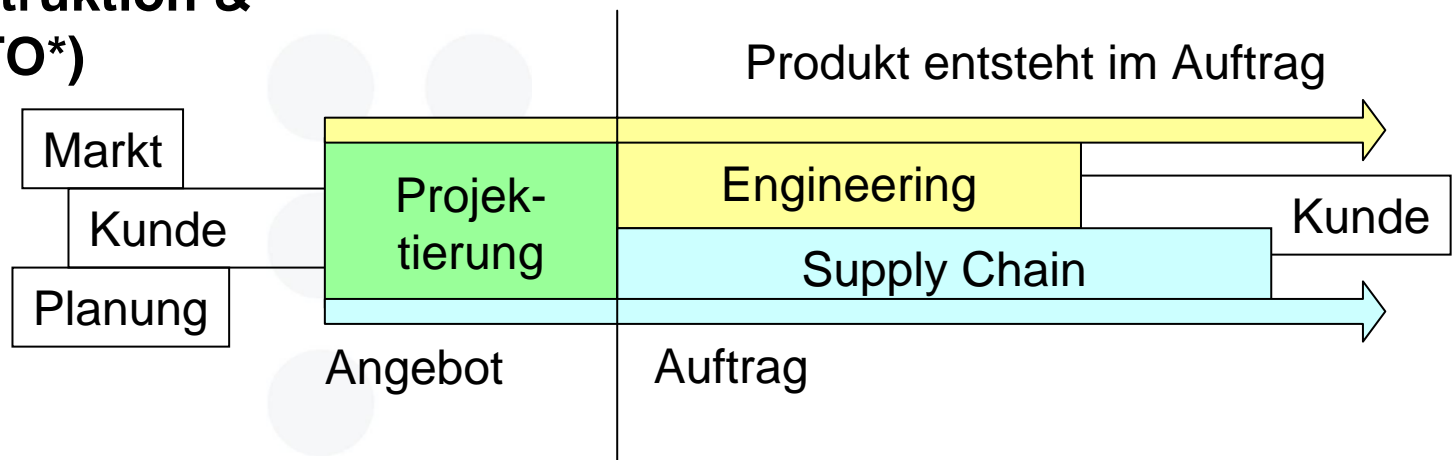 truktion &
TO*)
Produkt entsteht im Auftrag
Markt
Kunde
Planung
Projek-
tierung
Engineering
Supply Chain
Kunde
Angebot
Auftrag